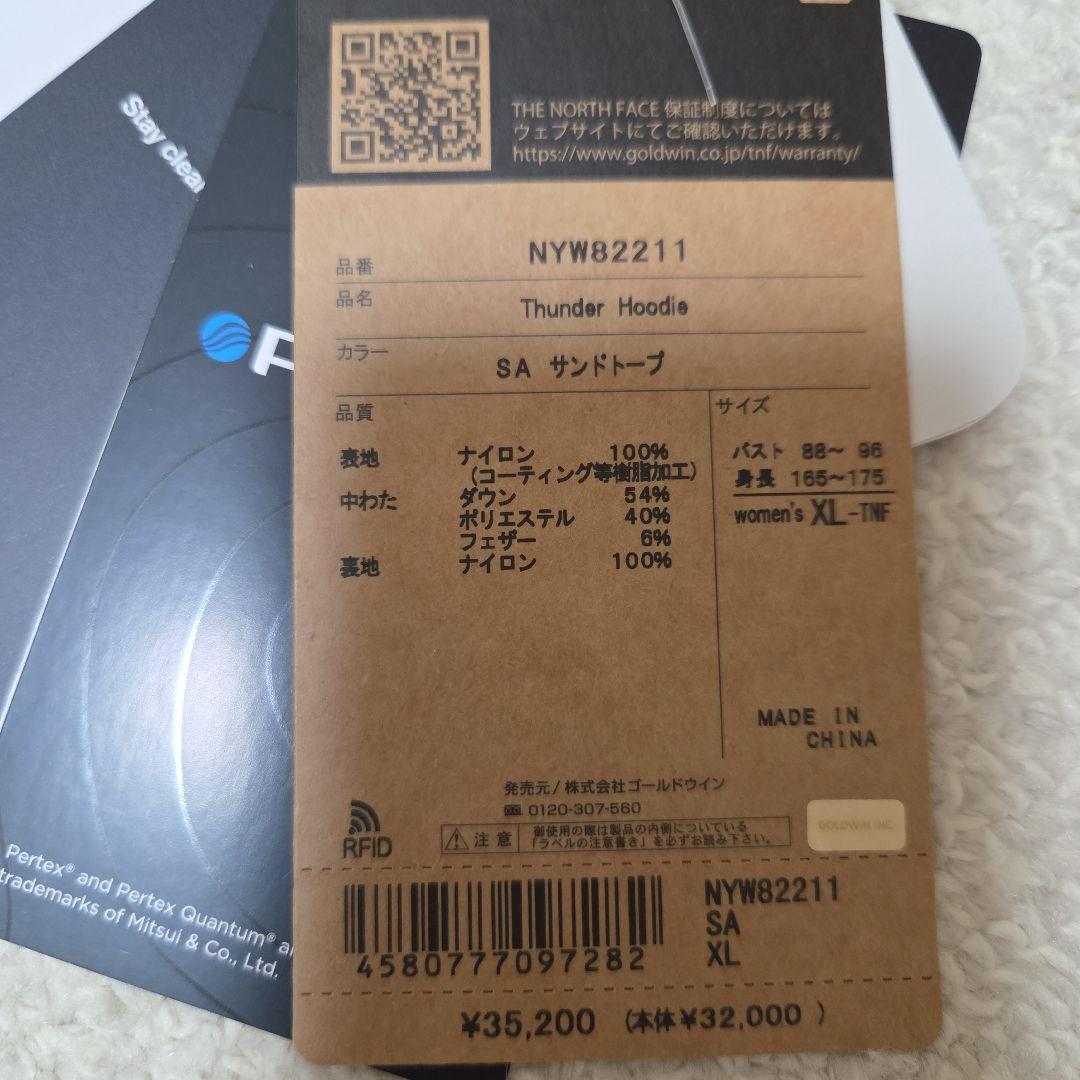 Stay clear
THE NORTH FACE 保証制度については
ウェブサイトにてご確認いただけます。
https://www.goldwin.co.jp/tnf/warranty/
品番 NYW82211
品名 Thunder Hoodie
カラー SA サンドトープ
品質
表地 ナイロン 100%
(コーティング等樹脂加工)
中わた ダウン 54%
ポリエステル 40%
フェザー 6%
裏地 ナイロン 100%
サイズ
バスト 88～ 96
身長 165～175
women's XL-TNF
MADE IN
CHINA
発売元/株式会社ゴールドウイン
0120-307-560
RFID
注意 御使用の際は製品の内側についている
「ラベルの注意書き」を必ずお読み下さい。
GOLDWIN INC.
4580777097282
NYW82211
SA
XL
¥35,200 (本体¥32,000 )
Pertex® and Pertex Quantum® a
trademarks of Mitsui & Co., Ltd.